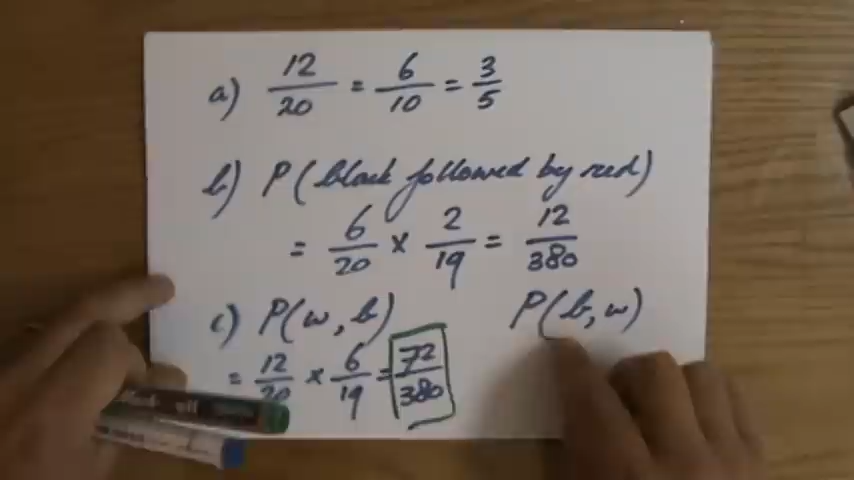 a) 12/20 = 6/10 = 3/5
b) P(black followed by red)
= 6/20 × 2/19 = 12/380
c) P(w, b) P(b, w)
= 12/20 × 6/19 = 72/380